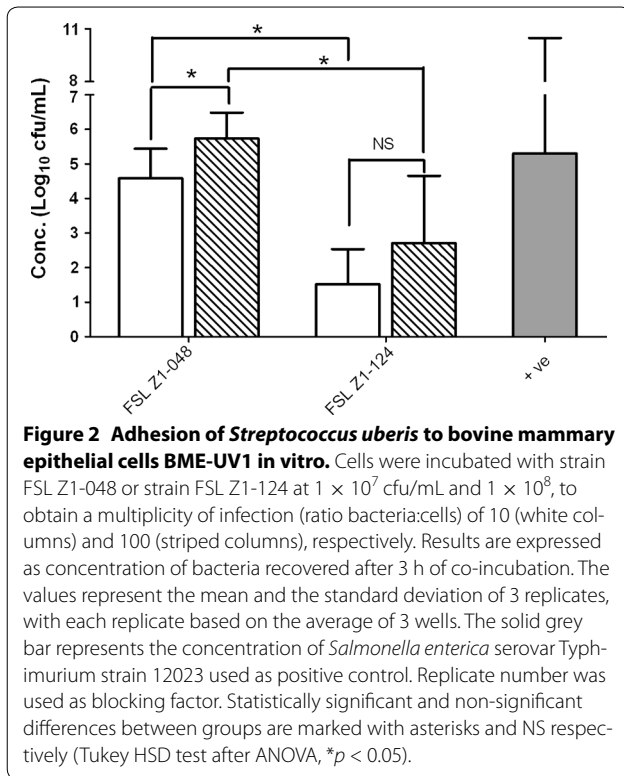 11
*
*
*
8
7
6
NS
5
4
3
2
1
0
Conc. (Log10 cfu/mL)
FSL Z1-048
FSL Z1-124
+ ve
Figure 2 Adhesion of Streptococcus uberis to bovine mammary
epithelial cells BME-UV1 in vitro. Cells were incubated with strain
FSL Z1-048 or strain FSL Z1-124 at 1 × 10⁷ cfu/mL and 1 × 10⁸, to
obtain a multiplicity of infection (ratio bacteria:cells) of 10 (white col-
umns) and 100 (striped columns), respectively. Results are expressed
as concentration of bacteria recovered after 3 h of co-incubation. The
values represent the mean and the standard deviation of 3 replicates,
with each replicate based on the average of 3 wells. The solid grey
bar represents the concentration of Salmonella enterica serovar Typh-
imurium strain 12023 used as positive control. Replicate number was
used as blocking factor. Statistically significant and non-significant
differences between groups are marked with asterisks and NS respec-
tively (Tukey HSD test after ANOVA, *p < 0.05).